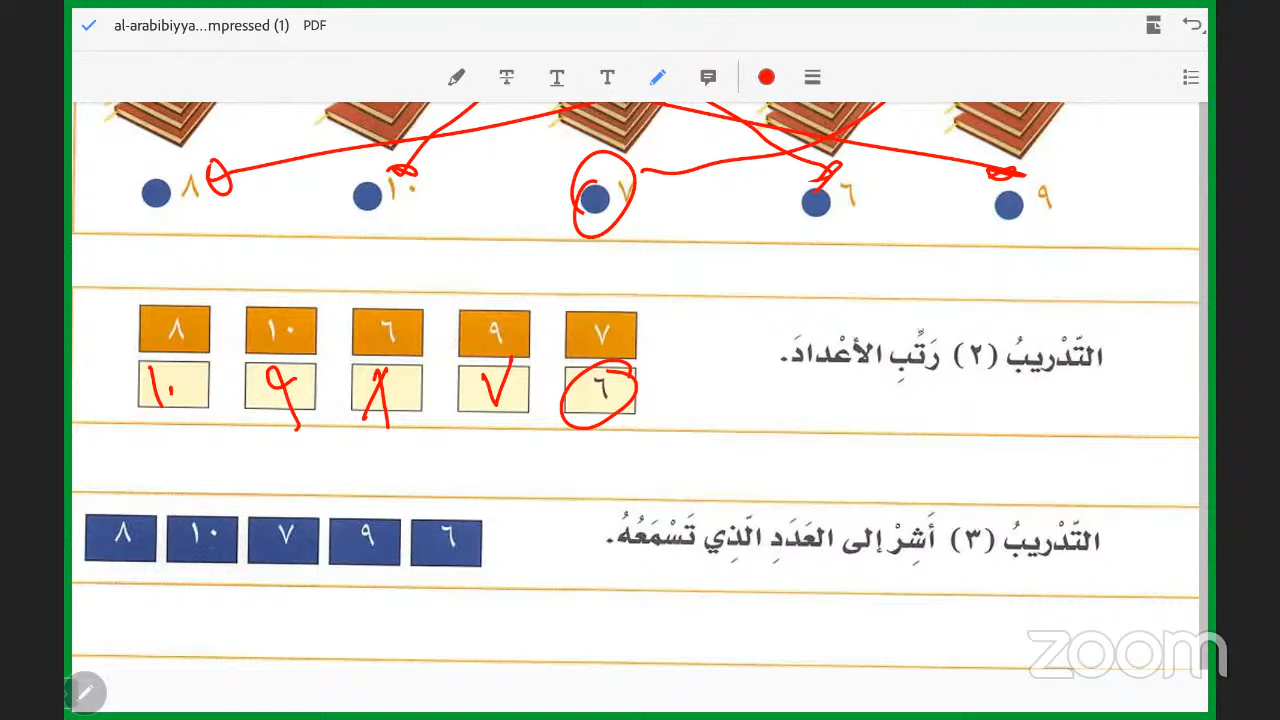 al-arabibiyya...mpressed (1) PDF
٩ ٦ ٧ ١٠ ٨
٧ ٩ ٦ ١٠ ٨
التَّدْرِيبُ (٢) رَتِّبِ الأَعْدادَ.
٦ ٧ ٨ ٩ ١٠
التَّدْرِيبُ (٣) أَشِرْ إلى العَدَدِ الَّذِي تَسْمَعُهُ.
٦ ٩ ٧ ١٠ ٨
zoom